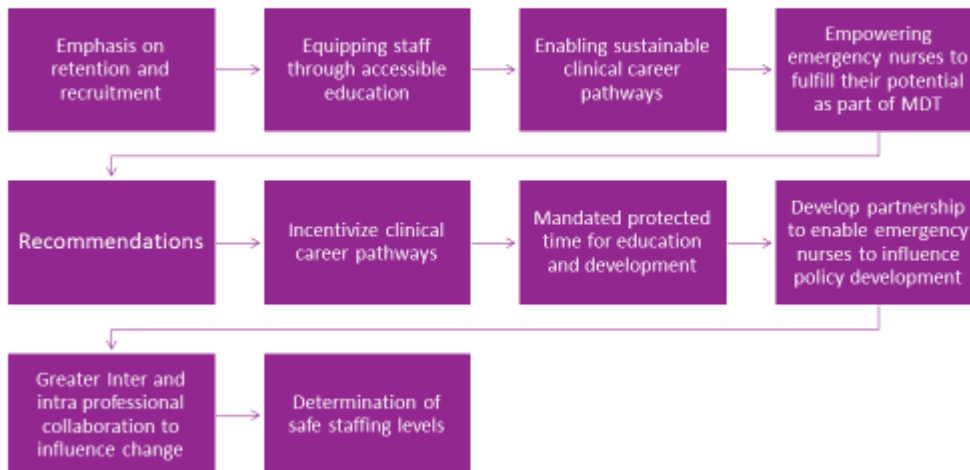 Emphasis on
retention and
recruitment
Equipping staff
through accessible
education
Enabling sustainable
clinical career
pathways
Empowering
emergency nurses to
fulfill their potential
as part of MDT
Recommendations
Incentivize clinical
career pathways
Mandated protected
time for education
and development
Develop partnership
to enable emergency
nurses to influence
policy development
Greater Inter and
intra professional
collaboration to
influence change
Determination of
safe staffing levels